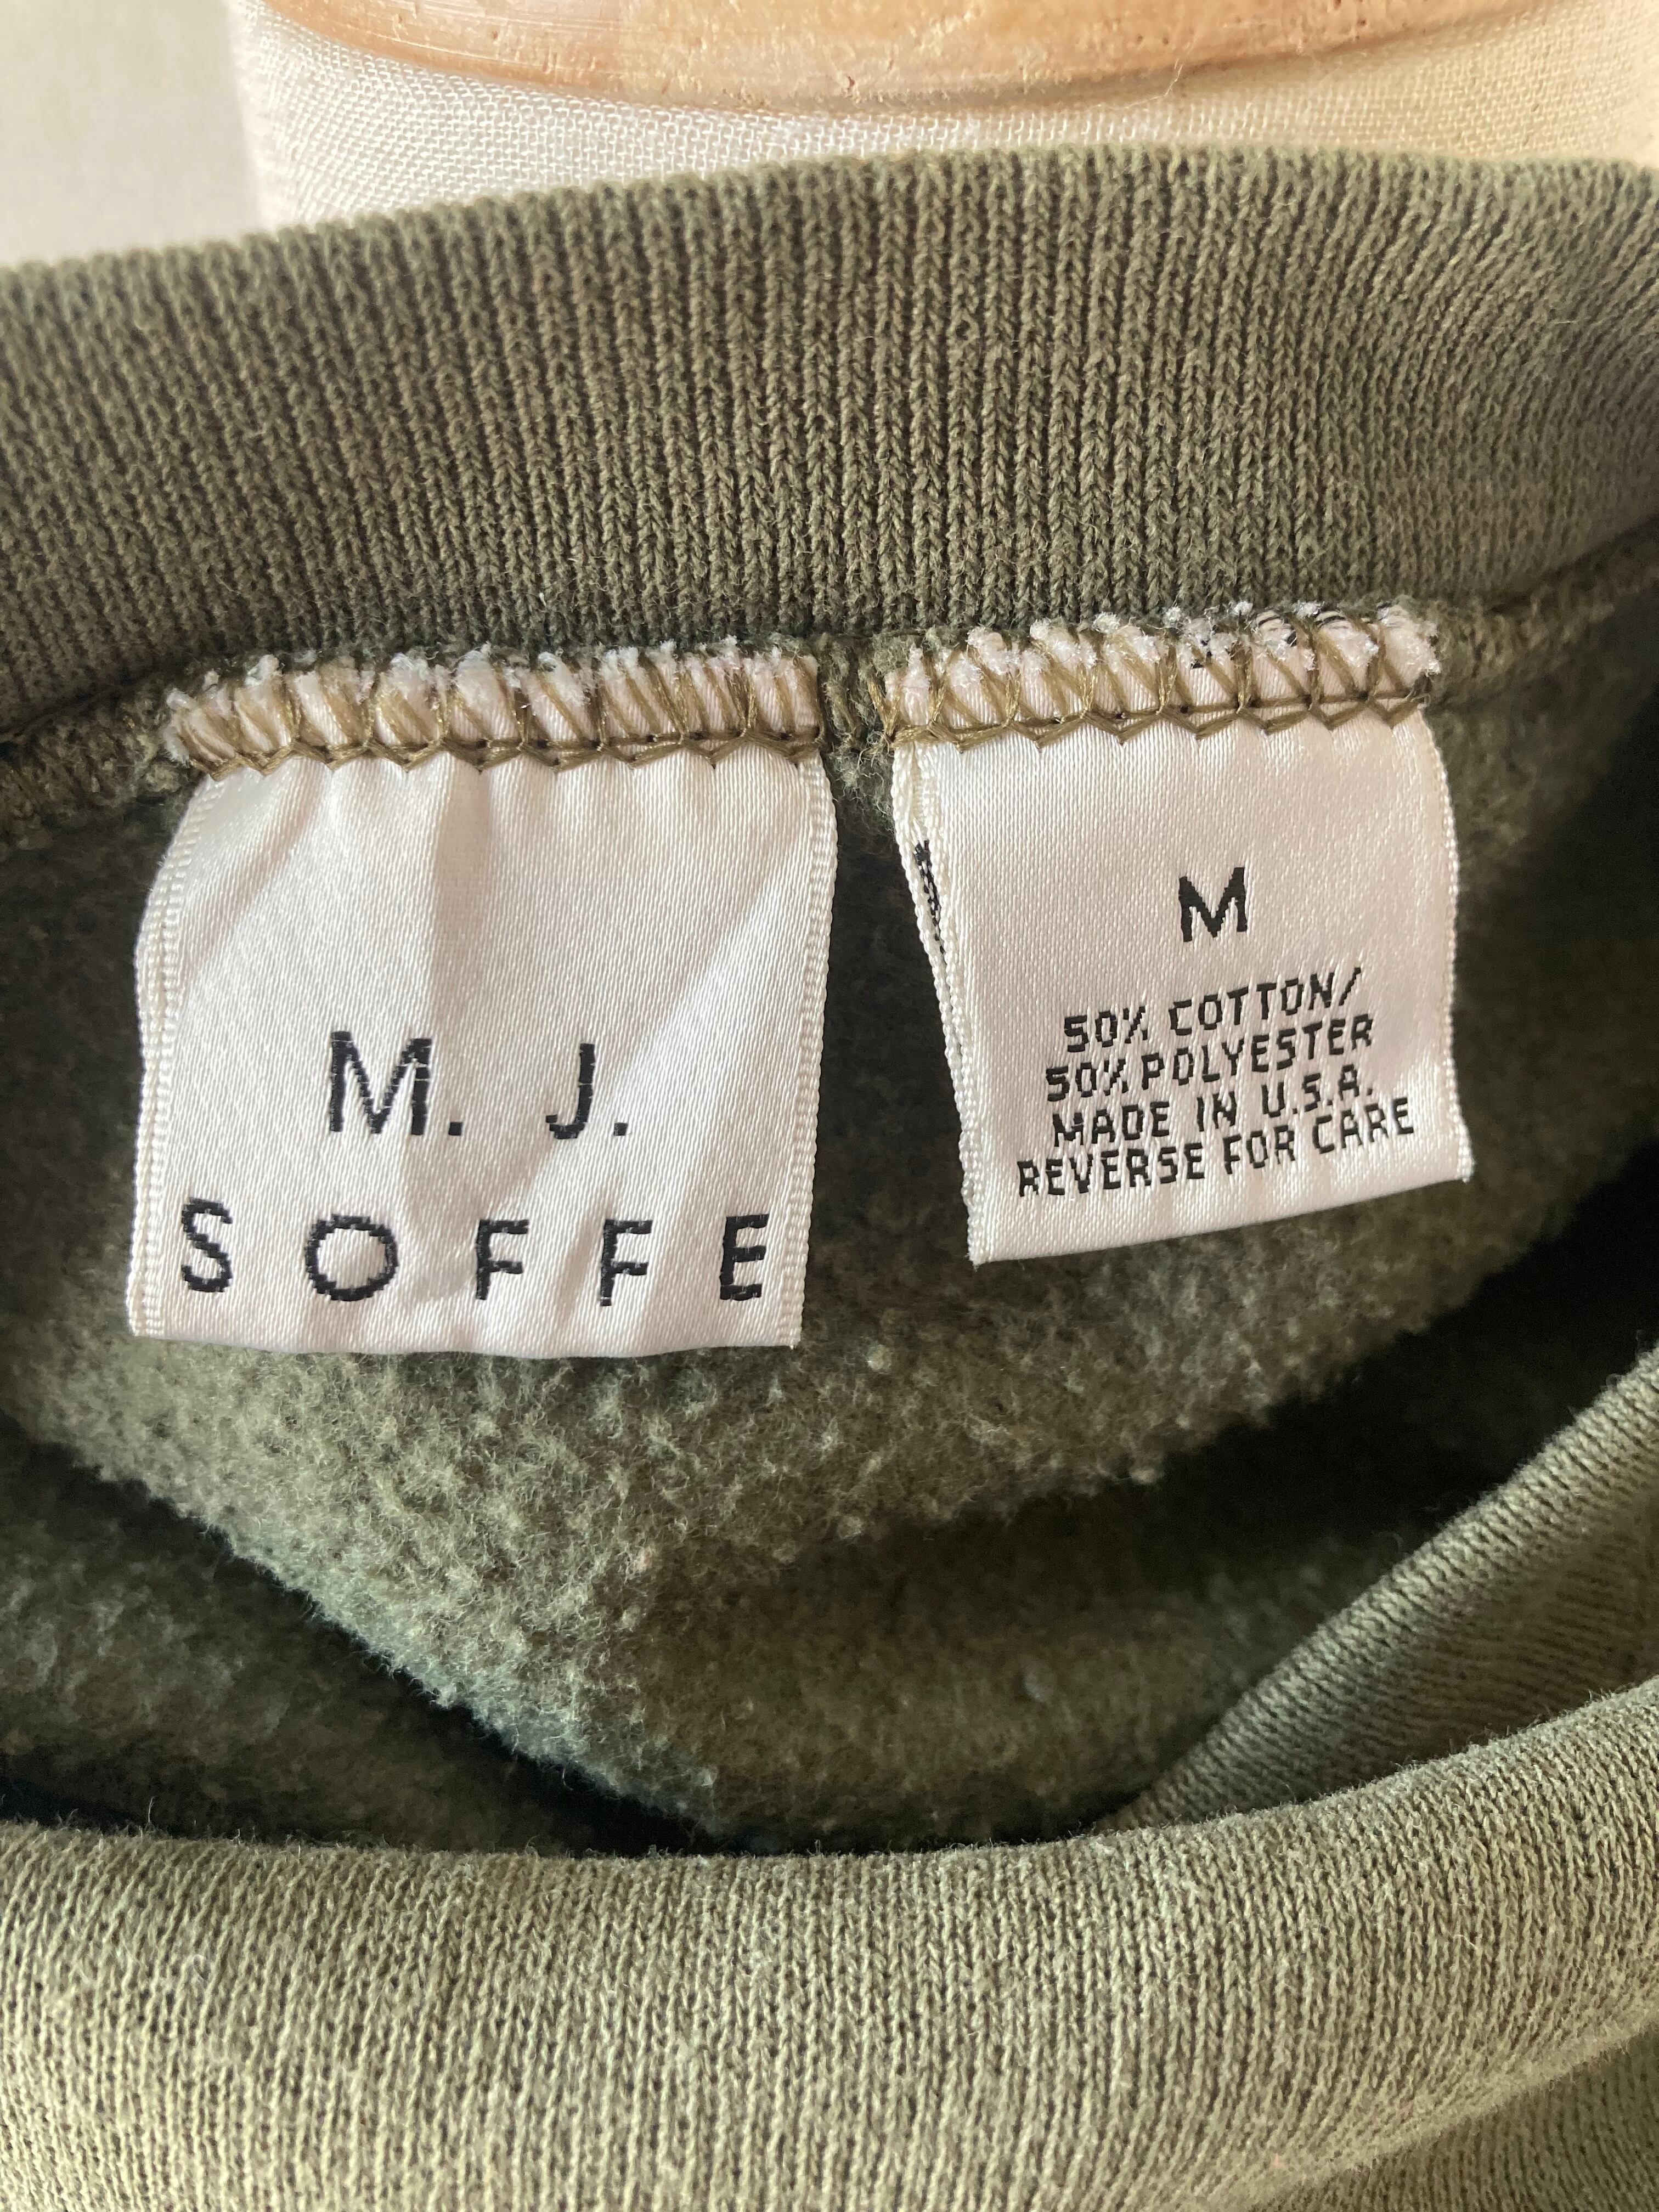 M. J.
SOFFE
M
50% COTTON/
50% POLYESTER
MADE IN U.S.A.
REVERSE FOR CARE